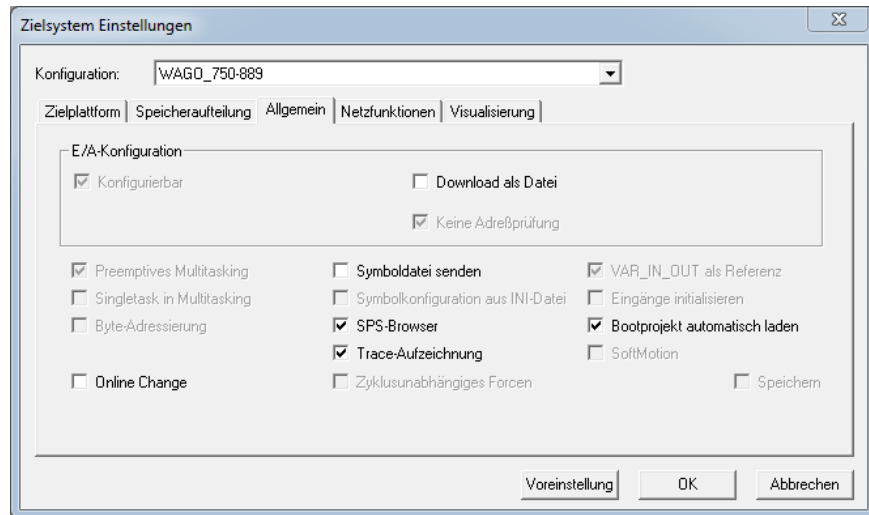 Zielsystem Einstellungen
Konfiguration: WAGO_750-889
Zielplattform Speicheraufteilung Allgemein Netzfunktionen Visualisierung
E/A-Konfiguration
Konfigurierbar Download als Datei
Keine Adreßprüfung
Preemptives Multitasking Symboldatei senden VAR_IN_OUT als Referenz
Singletask in Multitasking Symbolkonfiguration aus INI-Datei Eingänge initialisieren
Byte-Adressierung SPS-Browser Bootprojekt automatisch laden
Trace-Aufzeichnung SoftMotion
Online Change Zyklusunabhängiges Forcen Speichern
Voreinstellung OK Abbrechen